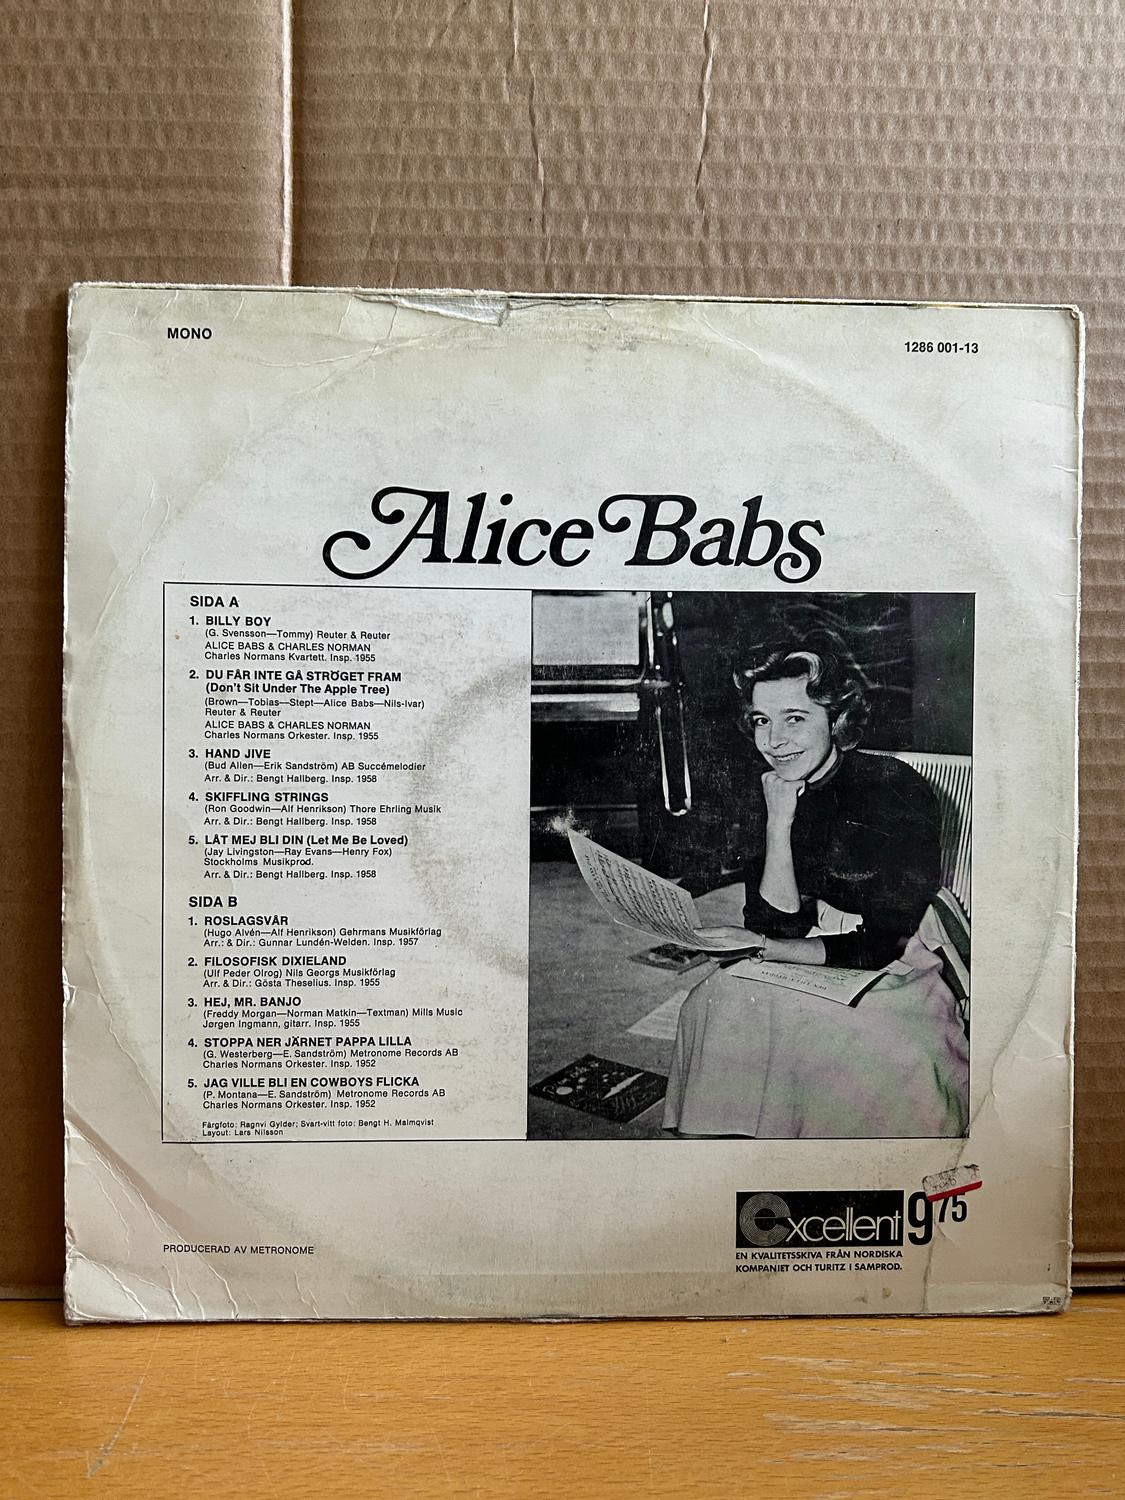 MONO
1286 001-13
Alice Babs
SIDA A
1. BILLY BOY
(G. Svensson—Tommy) Reuter & Reuter
ALICE BABS & CHARLES NORMAN
Charles Normans Kvartett. Insp. 1955
2. DU FÅR INTE GÅ STRÖGET FRAM
(Don't Sit Under The Apple Tree)
(Brown—Tobias—Stept—Alice Babs—Nils-Ivar)
Reuter & Reuter
ALICE BABS & CHARLES NORMAN
Charles Normans Orkester. Insp. 1955
3. HAND JIVE
(Bud Allen—Erik Sandström) AB Succémelodier
Arr. & Dir.: Bengt Hallberg. Insp. 1958
4. SKIFFLING STRINGS
(Ron Goodwin—Alf Henrikson) Thore Ehrling Musik
Arr. & Dir.: Bengt Hallberg. Insp. 1958
5. LÅT MEJ BLI DIN (Let Me Be Loved)
(Jay Livingston—Ray Evans—Henry Fox)
Stockholms Musikprod.
Arr. & Dir.: Bengt Hallberg. Insp. 1958
SIDA B
1. ROSLAGSVÅR
(Hugo Alvén—Alf Henrikson) Gehrmans Musikförlag
Arr.: & Dir.: Gunnar Lundén-Welden. Insp. 1957
2. FILOSOFISK DIXIELAND
(Ulf Peder Olrog) Nils Georgs Musikförlag
Arr. & Dir.: Gösta Theselius. Insp. 1955
3. HEJ, MR. BANJO
(Freddy Morgan—Norman Matkin—Textman) Mills Music
Jørgen Ingmann, gitarr. Insp. 1955
4. STOPPA NER JÄRNET PAPPA LILLA
(G. Westerberg—E. Sandström) Metronome Records AB
Charles Normans Orkester. Insp. 1952
5. JAG VILLE BLI EN COWBOYS FLICKA
(P. Montana—E. Sandström) Metronome Records AB
Charles Normans Orkester. Insp. 1952
Färgfoto: Ragnvi Gylder; Svart-vitt foto: Bengt H. Malmqvist
Layout: Lars Nilsson
PRODUCERAD AV METRONOME
Excellent 9 75
EN KVALITETSSKIVA FRÅN NORDISKA
KOMPANIET OCH TURITZ I SAMPROD.